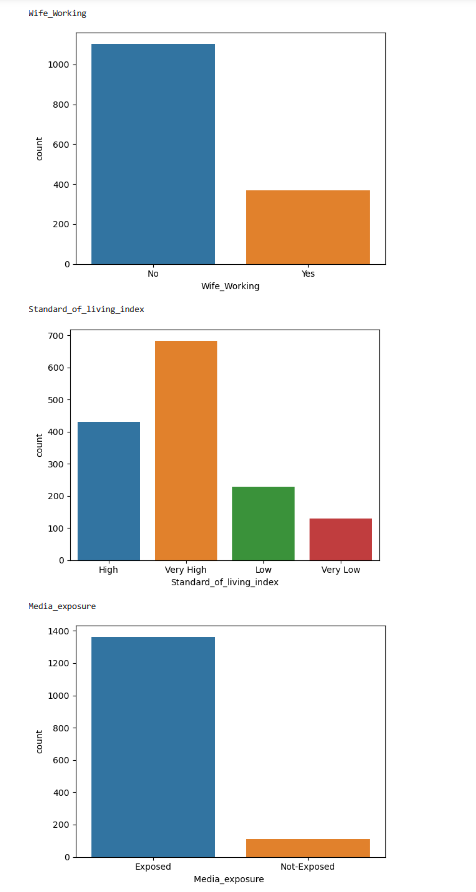 Wife_Working
1000
800
600
400
200
0
count
No Yes
Wife_Working
Standard_of_living_index
700
600
500
400
300
200
100
0
count
High Very High Low Very Low
Standard_of_living_index
Media_exposure
1400
1200
1000
800
600
400
200
0
count
Exposed Not-Exposed
Media_exposure